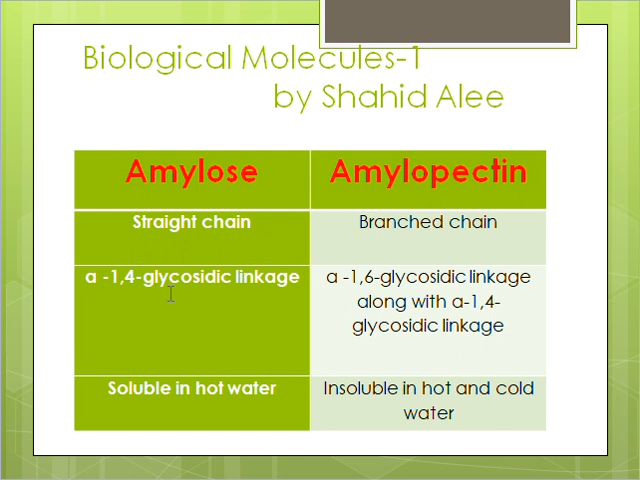 Biological Molecules-1
by Shahid Alee
Amylose
Amylopectin
Straight chain
Branched chain
α -1,4-glycosidic linkage
α -1,6-glycosidic linkage
along with α-1,4-
glycosidic linkage
Soluble in hot water
Insoluble in hot and cold
water